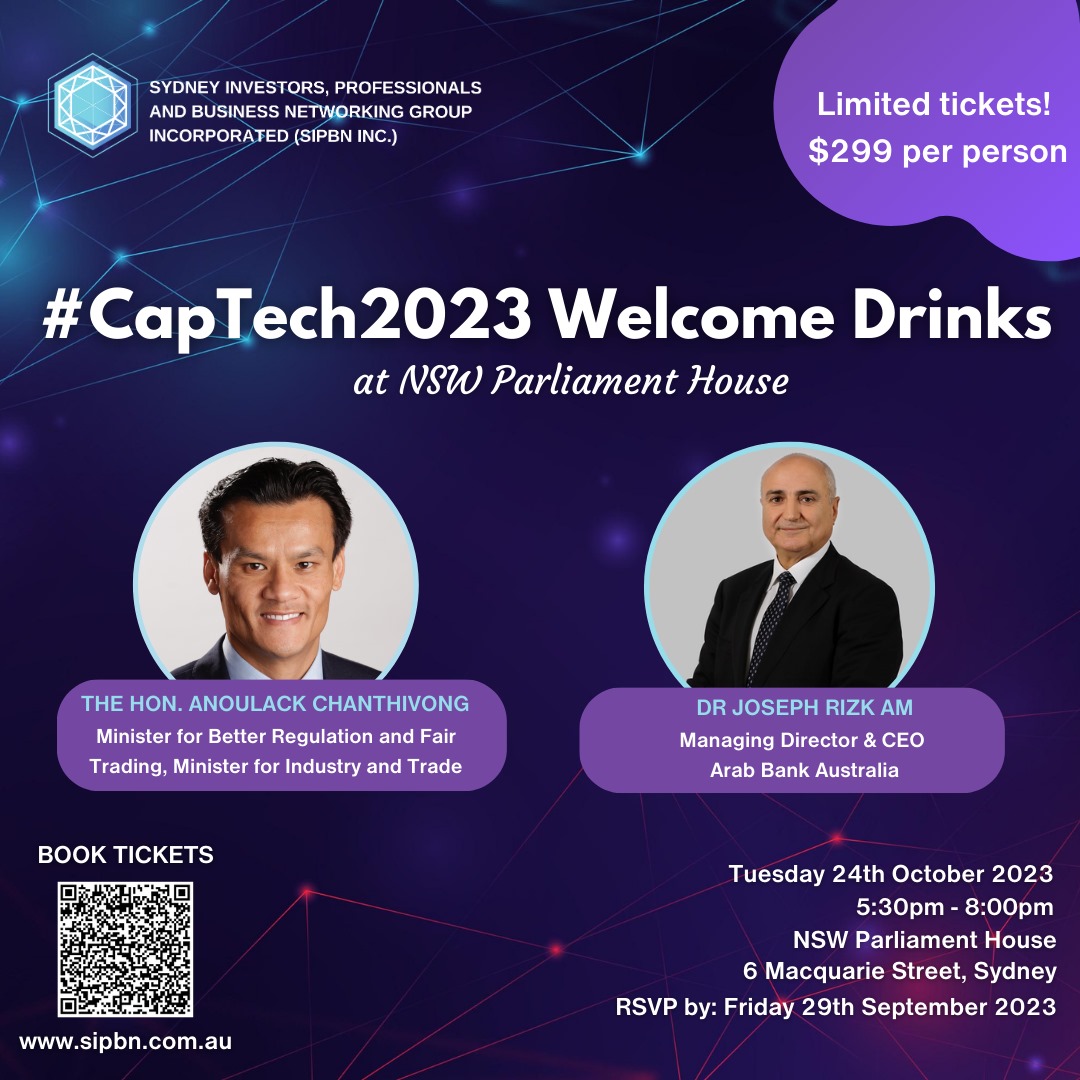 SYDNEY INVESTORS, PROFESSIONALS
AND BUSINESS NETWORKING GROUP
INCORPORATED (SIPBN INC.)
Limited tickets!
$299 per person
#CapTech2023 Welcome Drinks
at NSW Parliament House
THE HON. ANOULACK CHANTHIVONG
Minister for Better Regulation and Fair
Trading, Minister for Industry and Trade
DR JOSEPH RIZK AM
Managing Director & CEO
Arab Bank Australia
BOOK TICKETS
www.sipbn.com.au
Tuesday 24th October 2023
5:30pm - 8:00pm
NSW Parliament House
6 Macquarie Street, Sydney
RSVP by: Friday 29th September 2023